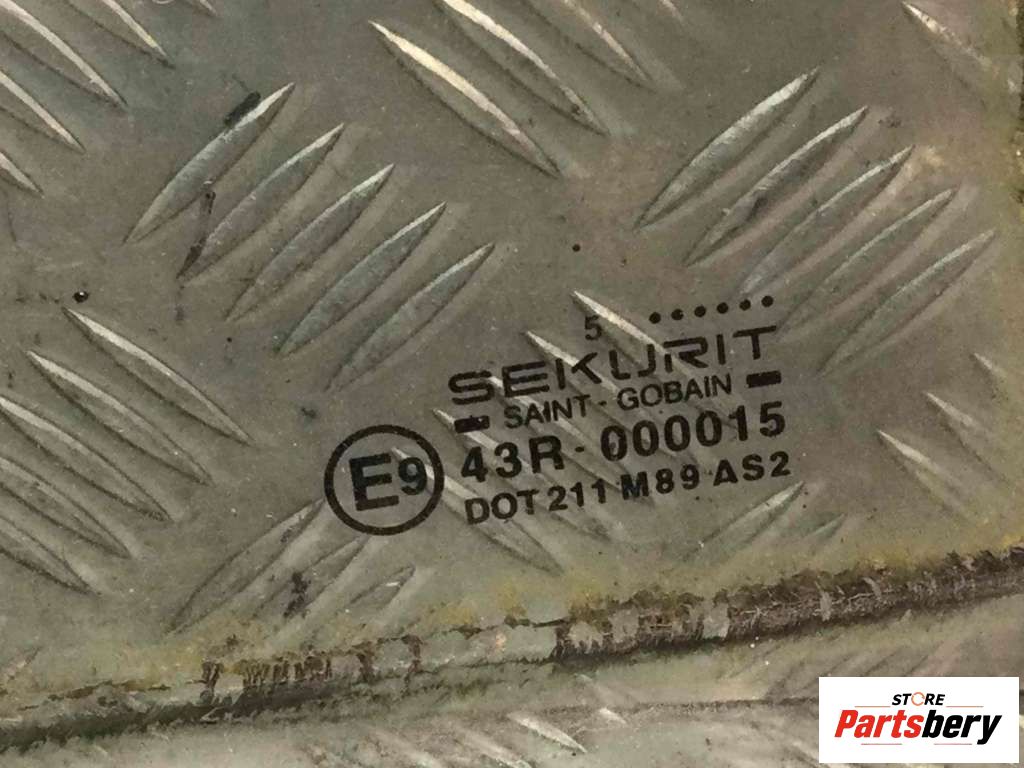 5 ......
SEKURIT
- SAINT-GOBAIN -
E9 43R-000015
DOT 211 M89 AS2
STORE
Partsbery